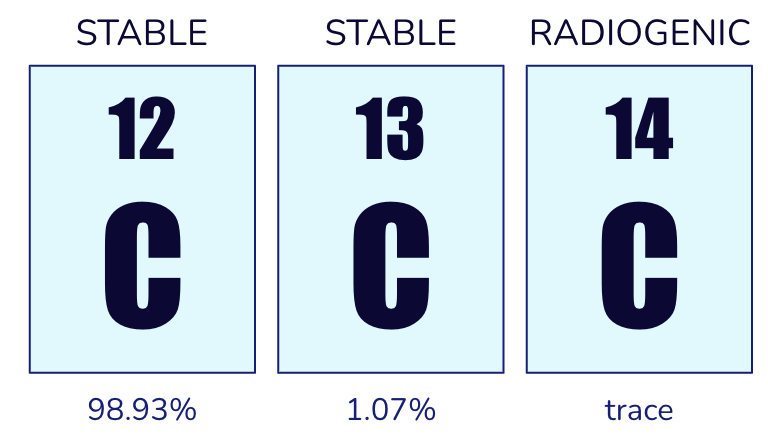 STABLE STABLE RADIOGENIC
12 13 14
C C C
98.93% 1.07% trace